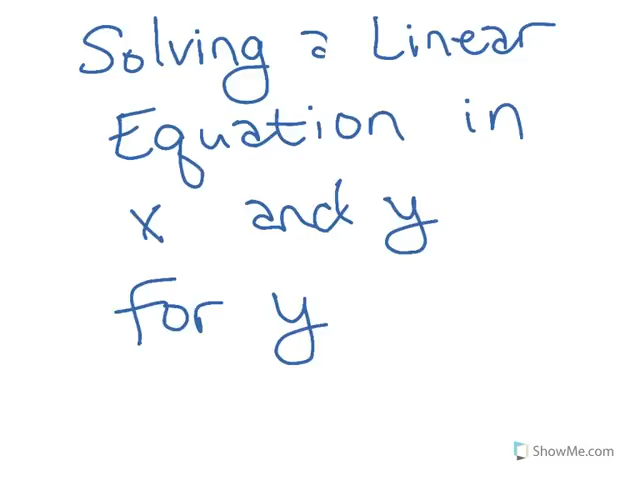 Solving a Linear
Equation in
x and y
for y
ShowMe.com